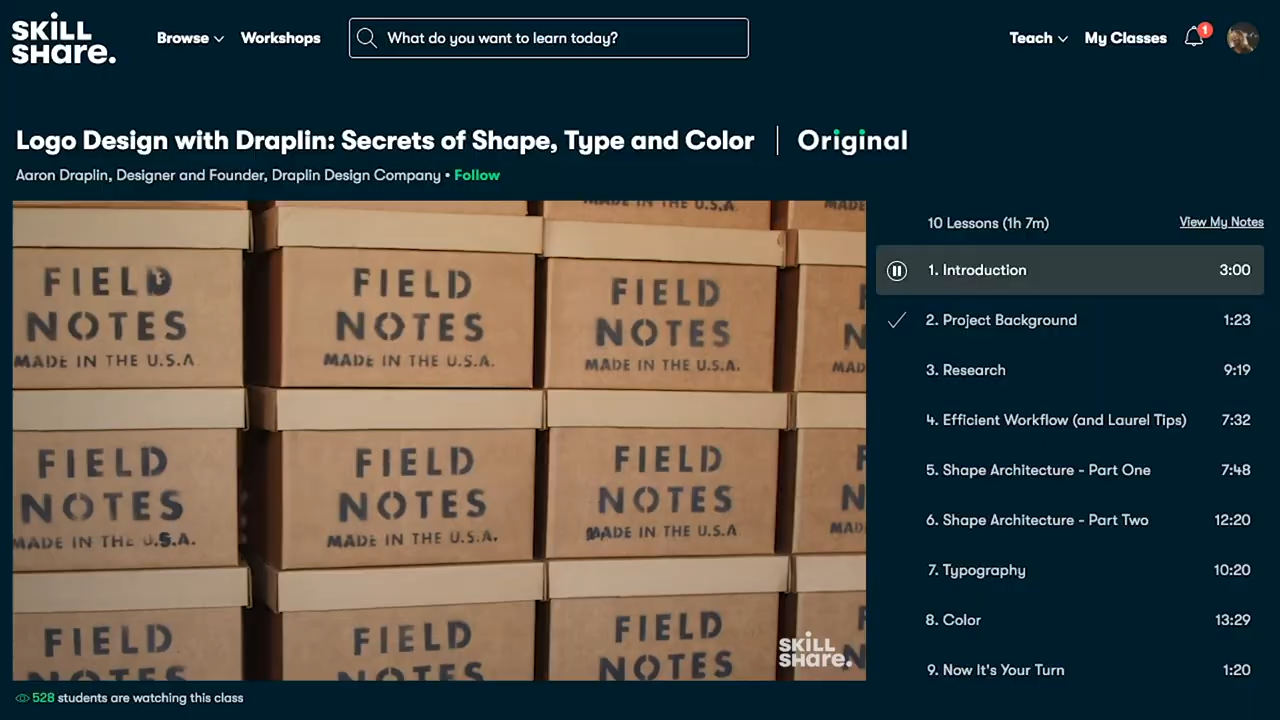 SKILL
SHare.
Browse
Workshops
What do you want to learn today?
Teach
My Classes
1
Logo Design with Draplin: Secrets of Shape, Type and Color | Original
Aaron Draplin, Designer and Founder, Draplin Design Company • Follow
MADE IN THE U.S.A.
MADE
FIELD
NOTES
MADE IN THE U.S.A.
FIELD
NOTES
MADE IN THE U.S.A.
FIELD
NOTES
MADE IN THE U.S.A.
F
N
MAD
FIELD
NOTES
MADE IN THE U.S.A.
FIELD
NOTES
MADE IN THE U.S.A.
FIELD
NOTES
MADE IN THE U.S.A
F
N
MAD
FIELD
NOTES
FIELD
NOTES
FIELD
NOTES
F
N
SKILL
SHare.
10 Lessons (1h 7m)
View My Notes
1. Introduction 3:00
2. Project Background 1:23
3. Research 9:19
4. Efficient Workflow (and Laurel Tips) 7:32
5. Shape Architecture - Part One 7:48
6. Shape Architecture - Part Two 12:20
7. Typography 10:20
8. Color 13:29
9. Now It's Your Turn 1:20
528 students are watching this class